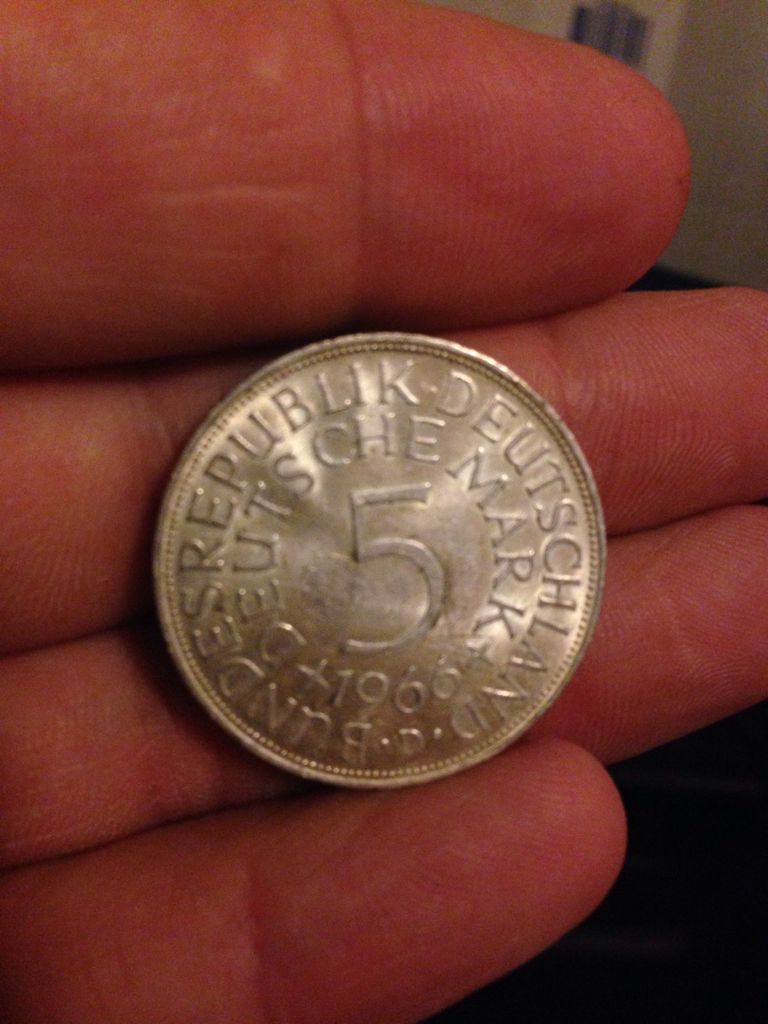 BUNDESREPUBLIK · DEUTSCHLAND
DEUTSCHE MARK
5
1966
· D ·